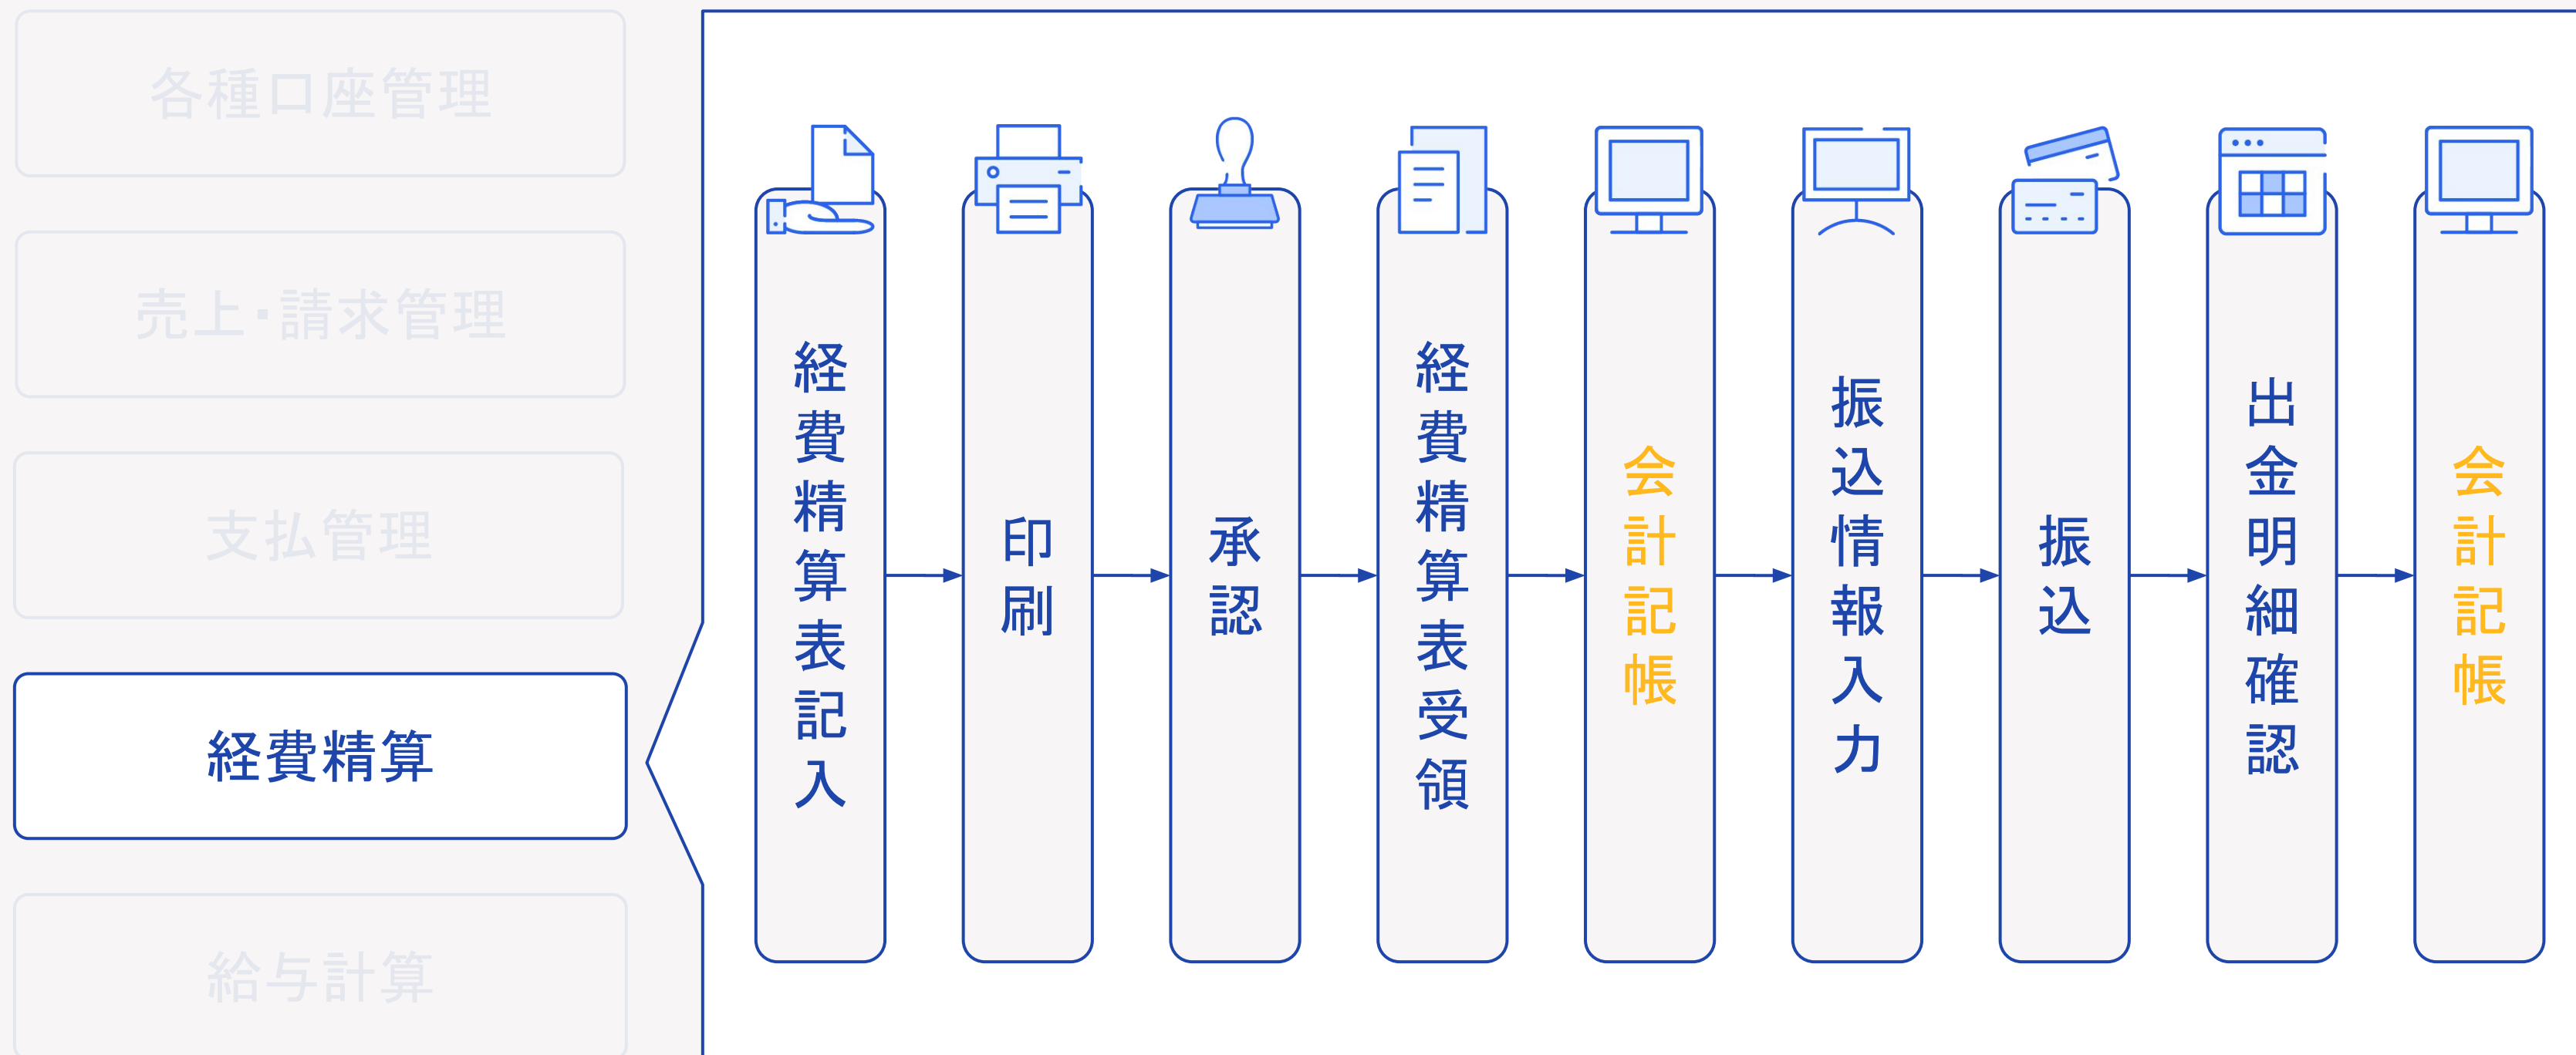 各種口座管理
売上・請求管理
支払管理
経費精算
給与計算
経費精算表記入
印刷
承認
経費精算表受領
会計記帳
振込情報入力
振込
出金明細確認
会計記帳